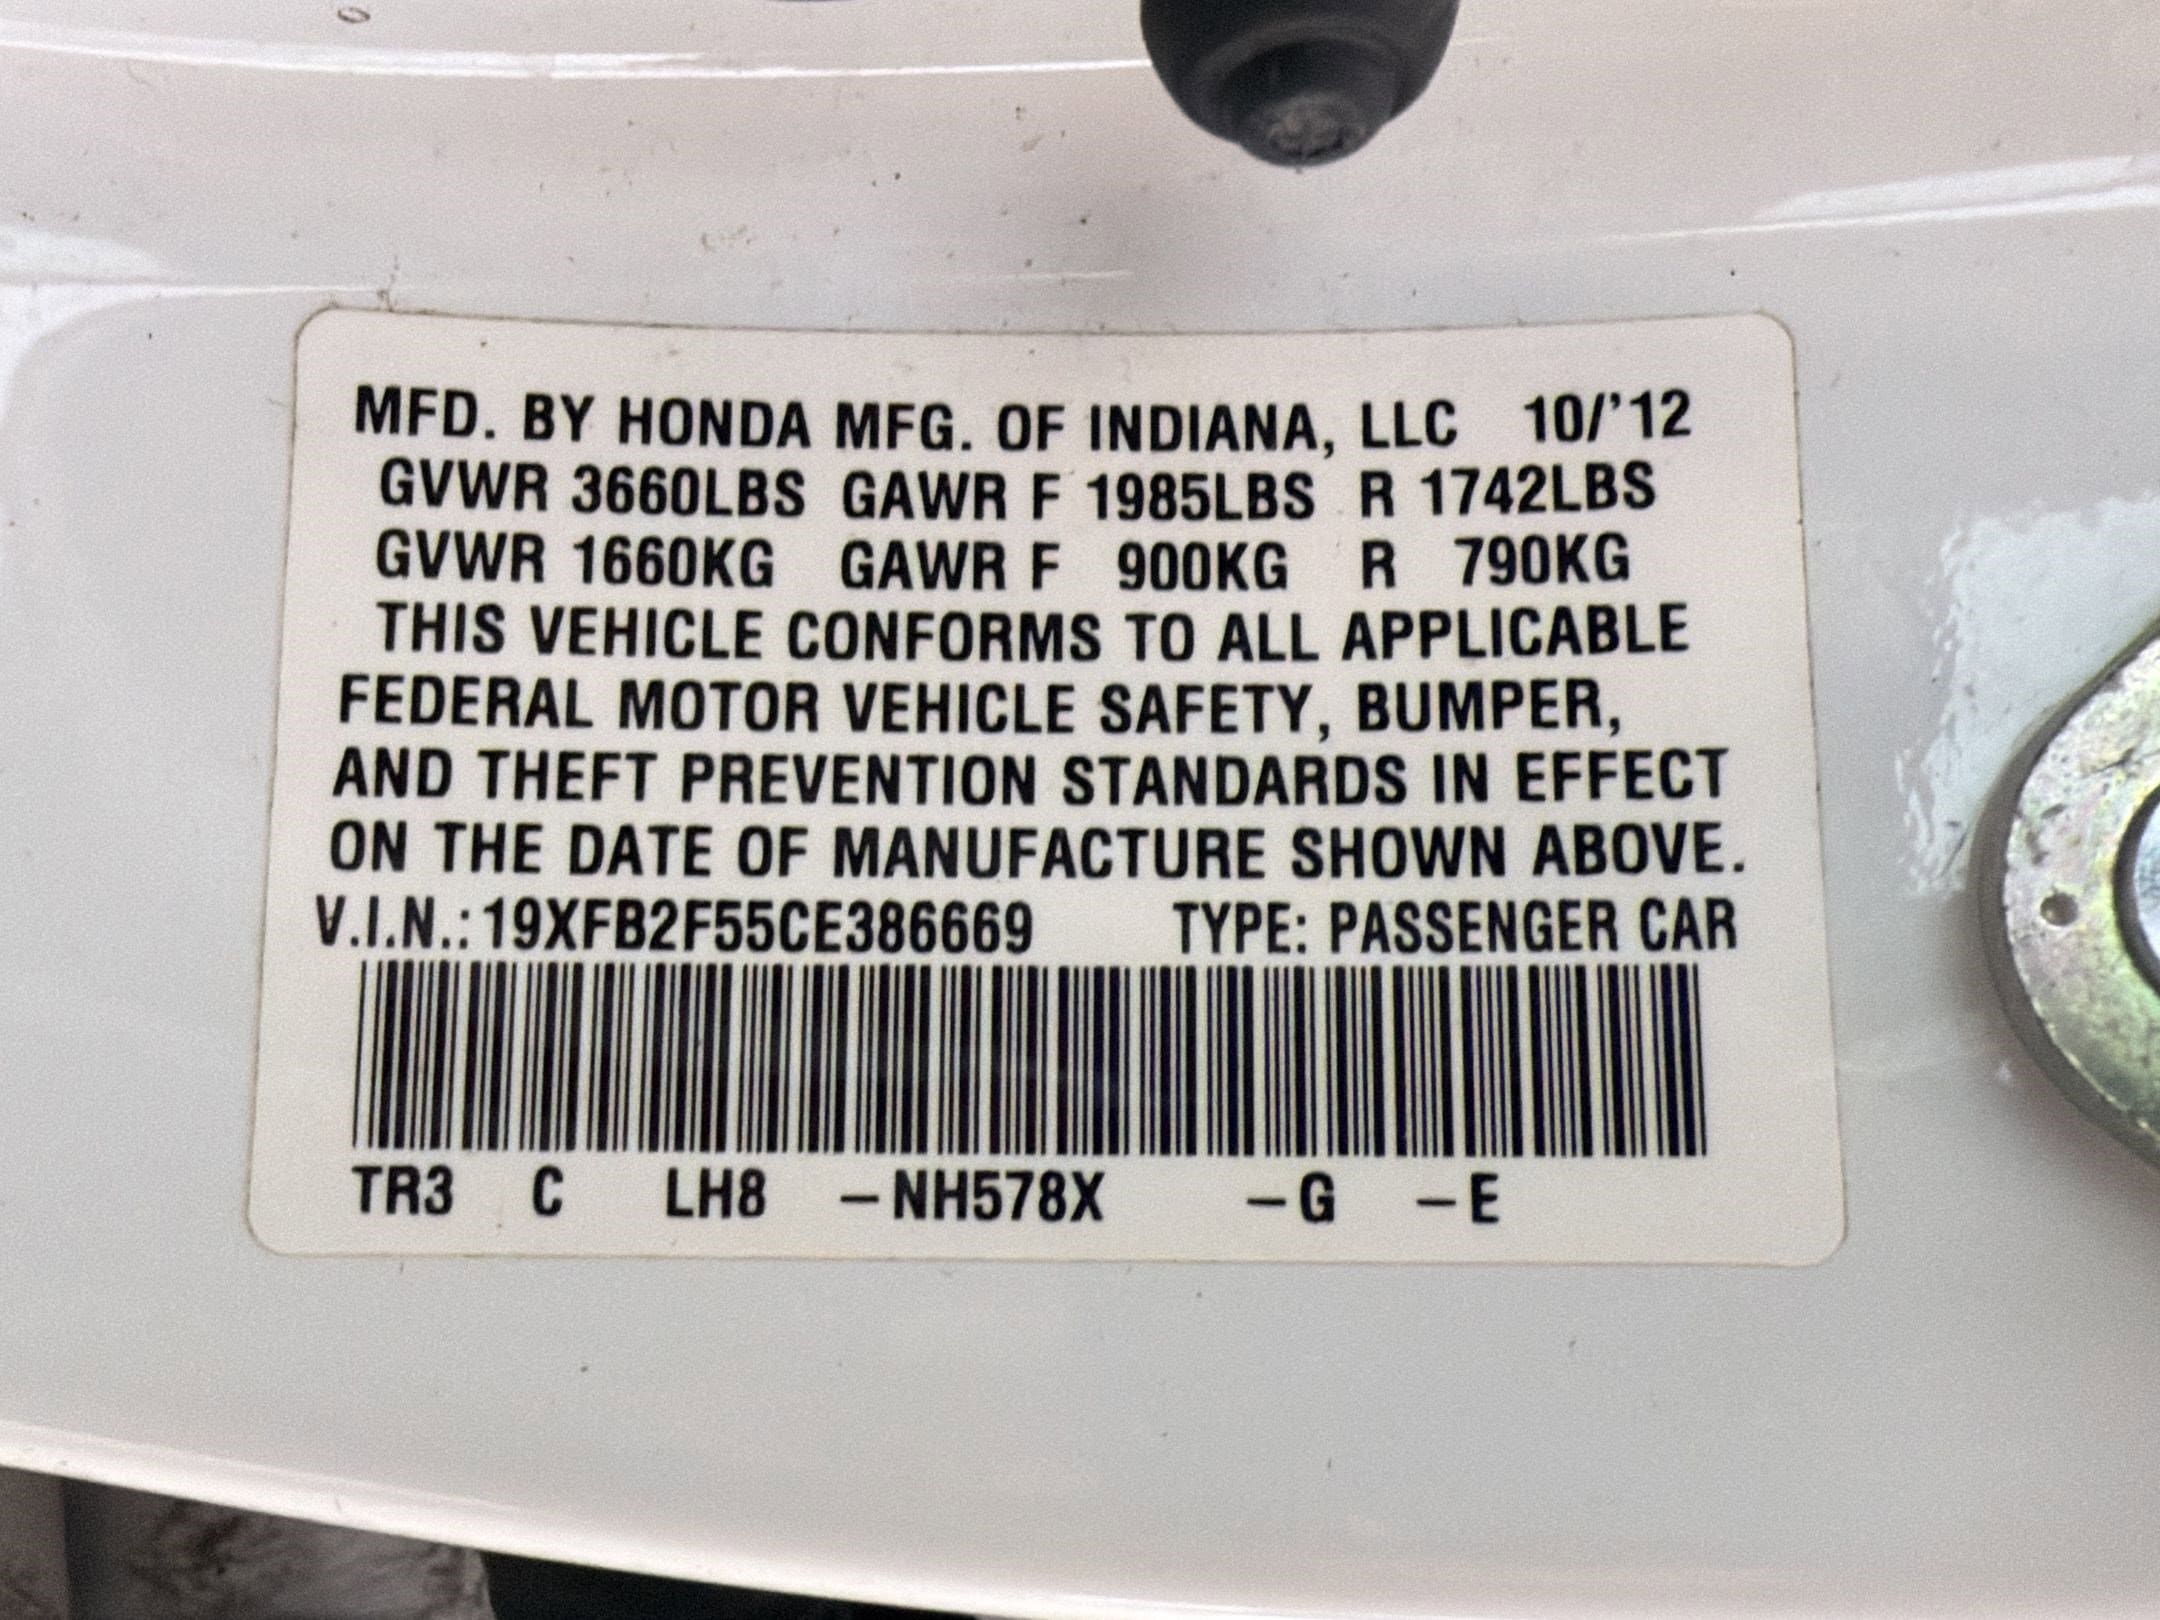 MFD. BY HONDA MFG. OF INDIANA, LLC 10/'12
GVWR 3660LBS GAWR F 1985LBS R 1742LBS
GVWR 1660KG GAWR F 900KG R 790KG
THIS VEHICLE CONFORMS TO ALL APPLICABLE
FEDERAL MOTOR VEHICLE SAFETY, BUMPER,
AND THEFT PREVENTION STANDARDS IN EFFECT
ON THE DATE OF MANUFACTURE SHOWN ABOVE.
V.I.N.: 19XFB2F55CE386669 TYPE: PASSENGER CAR
TR3 C LH8 –NH578X –G –E